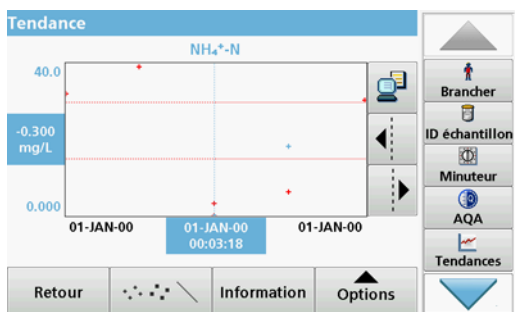 Tendance
NH₄⁺-N
40.0
-0.300
mg/L
0.000
01-JAN-00
01-JAN-00
00:03:18
01-JAN-00
Retour
Information
Options
Brancher
ID échantillon
Minuteur
AQA
Tendances